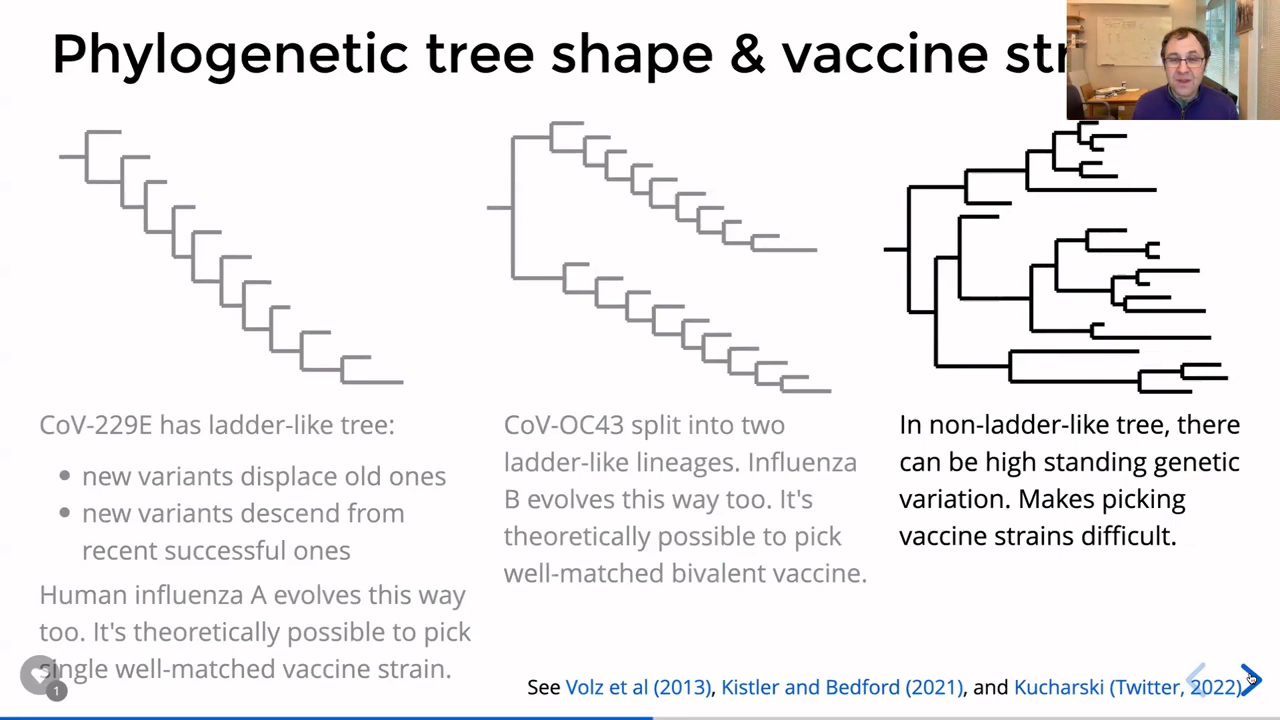 Phylogenetic tree shape & vaccine
CoV-229E has ladder-like tree:
new variants displace old ones
new variants descend from
recent successful ones
Human influenza A evolves this way
too. It's theoretically possible to pick
single well-matched vaccine strain.
CoV-OC43 split into two
ladder-like lineages. Influenza
B evolves this way too. It's
theoretically possible to pick
well-matched bivalent vaccine.
In non-ladder-like tree, there
can be high standing genetic
variation. Makes picking
vaccine strains difficult.
See Volz et al (2013), Kistler and Bedford (2021), and Kucharski (Twitter, 2022)
1